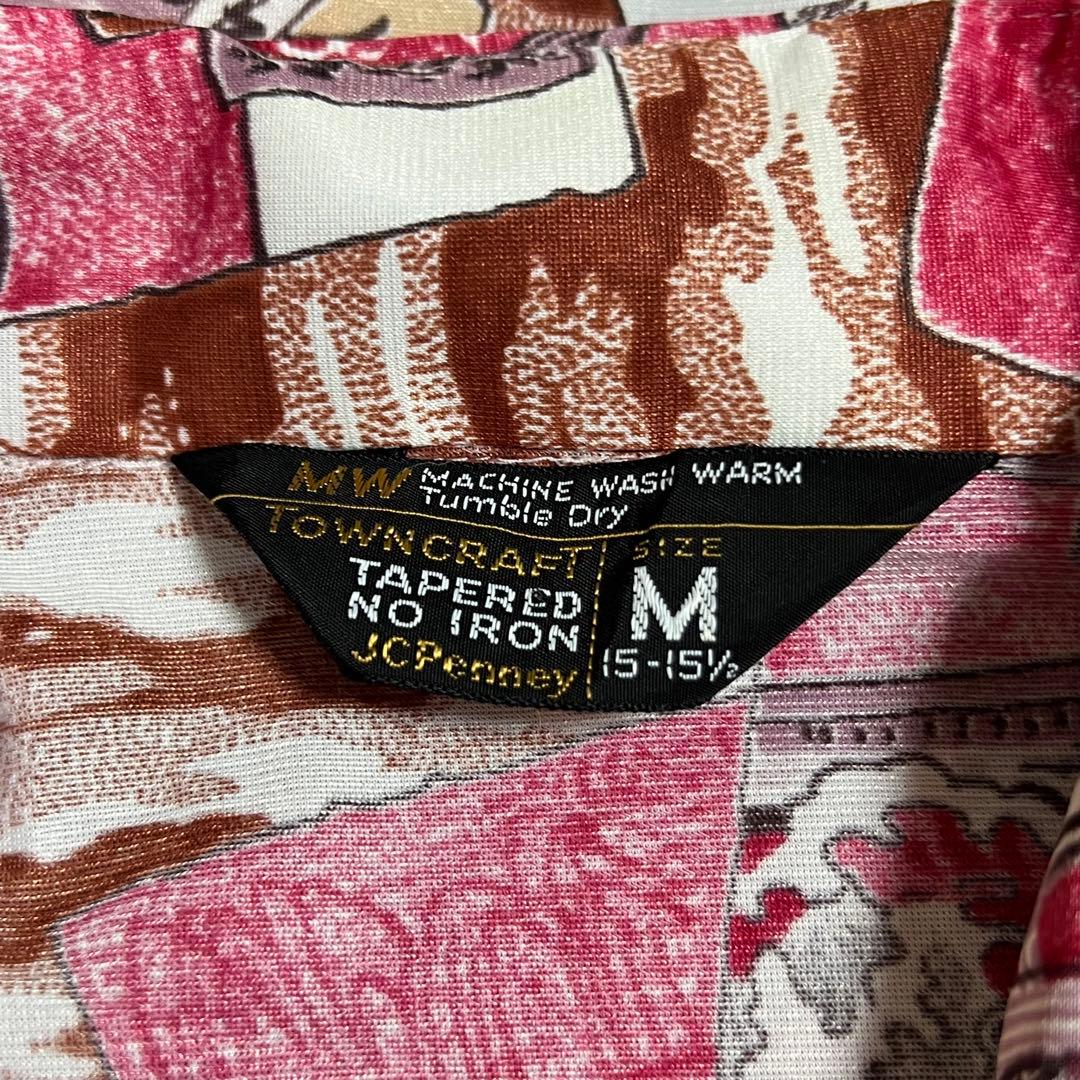 MW MACHINE WASH WARM
Tumble Dry
TOWNCRAFT
TAPERED
NO IRON
JCPenney
SIZE
M
15-15½